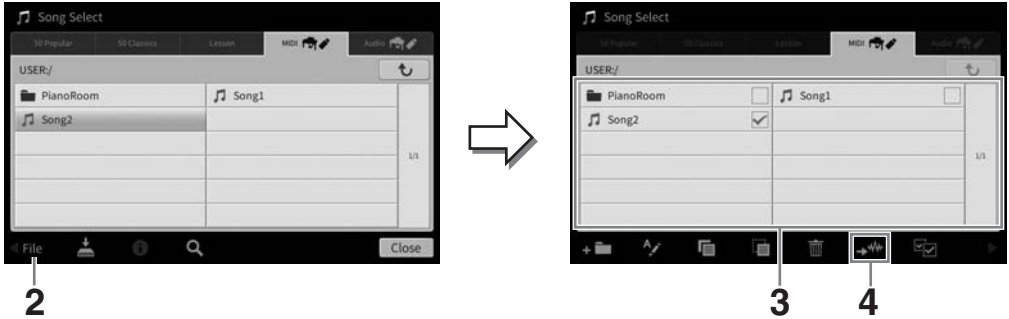 Song Select
50 Popular 50 Classics Lesson MIDI Audio
USER:/
PianoRoom Song1
Song2
1/1
File Close
2
Song Select
50 Popular 50 Classics Lesson MIDI Audio
USER:/
PianoRoom Song1
Song2
1/1
3 4